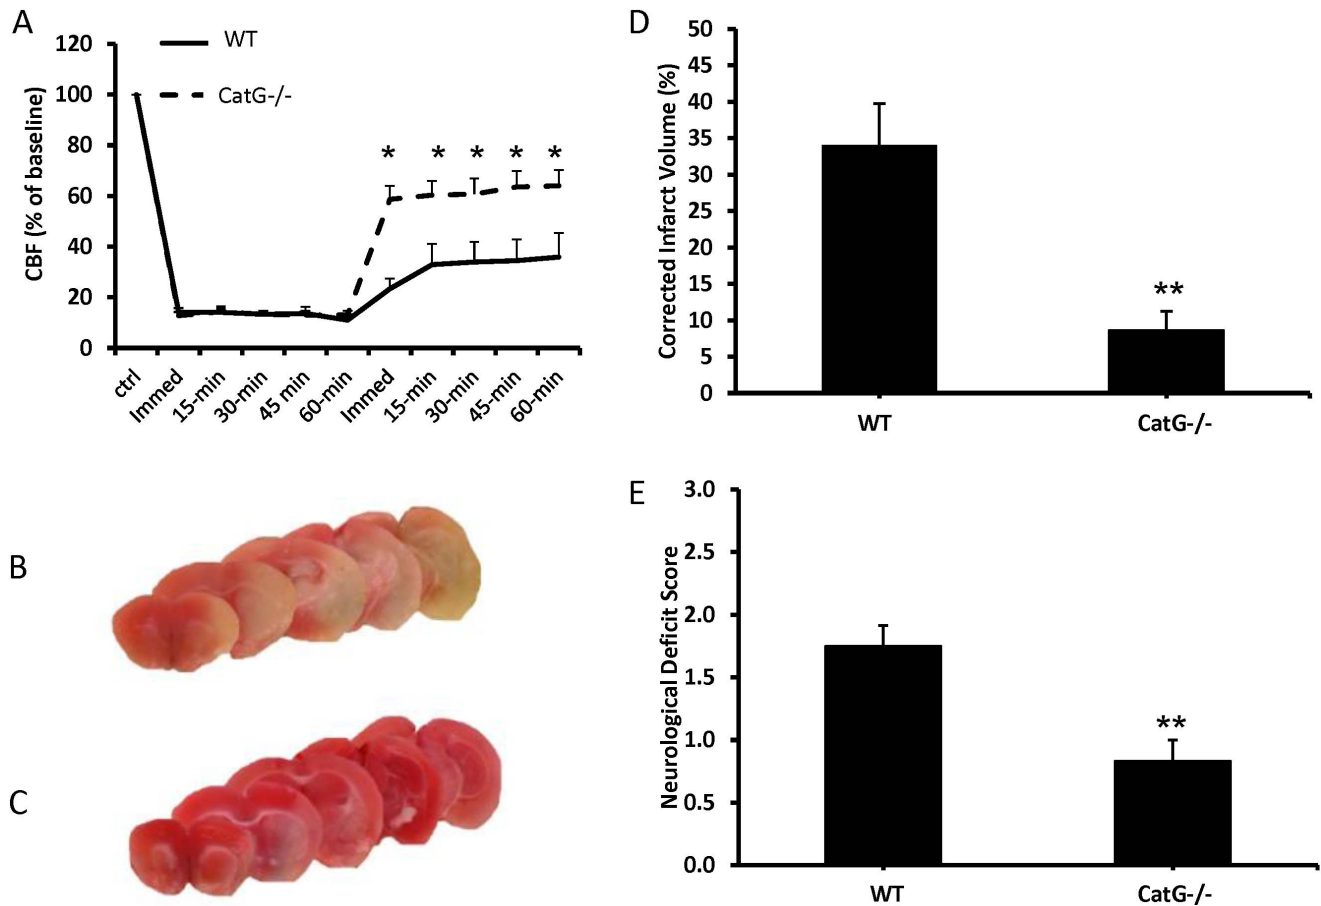 A
WT
CatG-/-
CBF (% of baseline)
120
100
80
60
40
20
0
* * * * *
ctrl
Immed
15-min
30-min
45 min
60-min
Immed
15-min
30-min
45-min
60-min
B
C
D
Corrected Infarct Volume (%)
50
45
40
35
30
25
20
15
10
5
0
**
WT
CatG-/-
E
Neurological Deficit Score
3.0
2.5
2.0
1.5
1.0
0.5
0.0
**
WT
CatG-/-